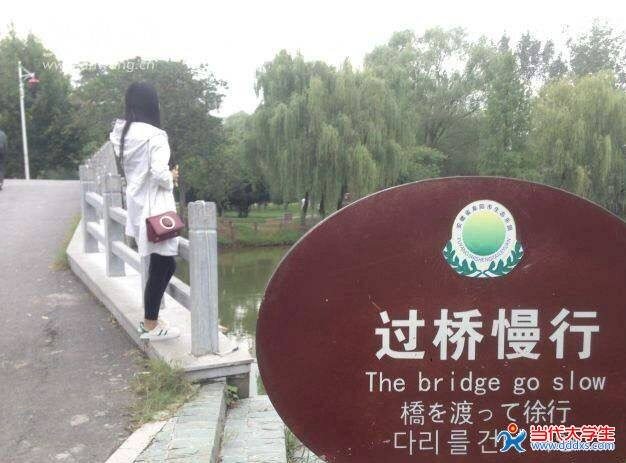 过桥慢行
The bridge go slow
橋を渡って徐行
다리를 건
当代大学生
www.dddxs.com